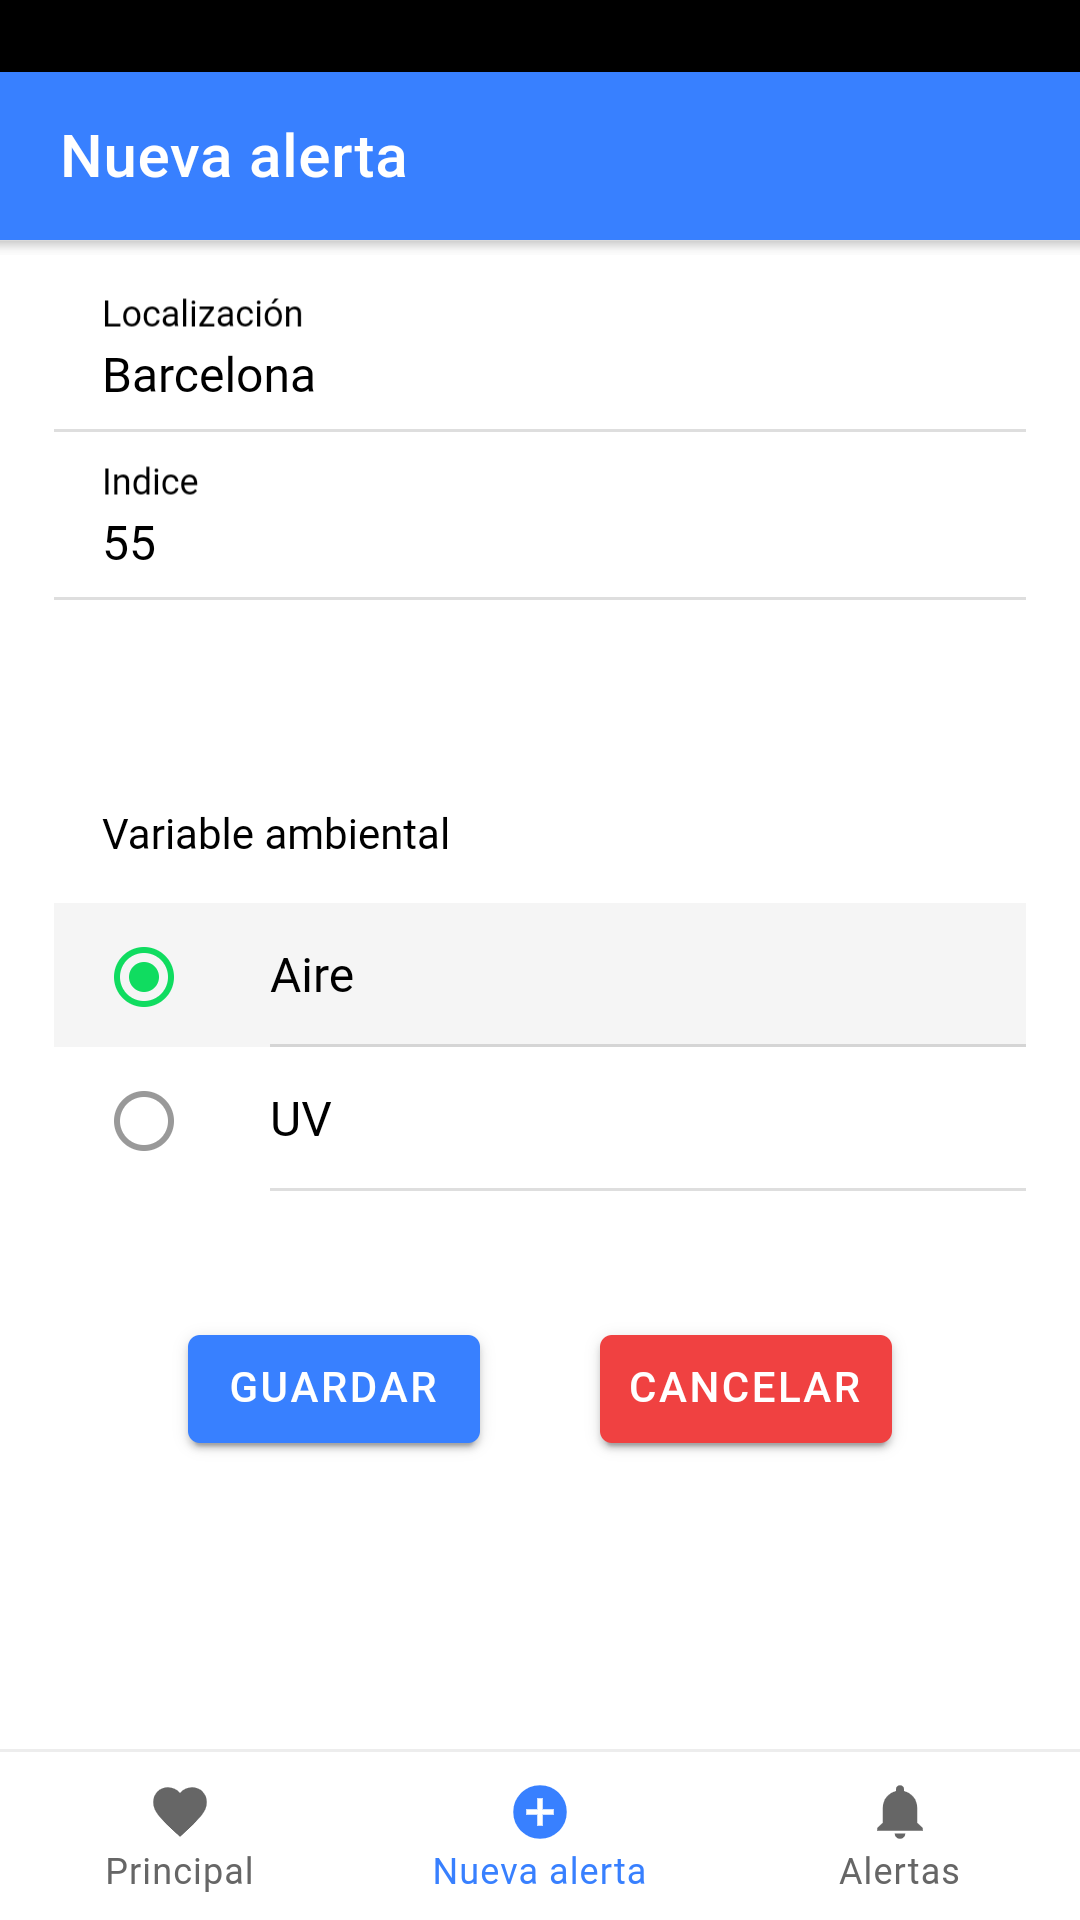 Nueva alerta
Localización
Barcelona
Indice
55
Variable ambiental
Aire
UV
GUARDAR
CANCELAR
Principal
Nueva alerta
Alertas